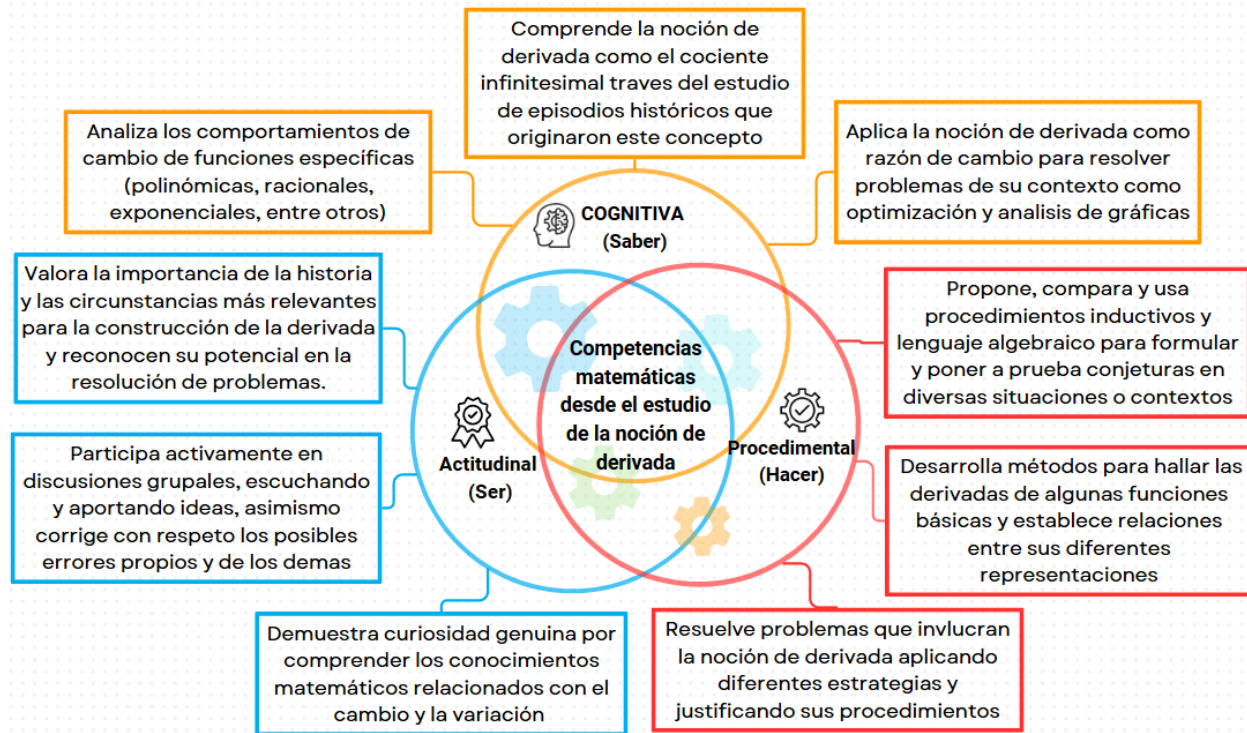 Comprende la noción de
derivada como el cociente
infinitesimal traves del estudio
de episodios históricos que
originaron este concepto
Analiza los comportamientos de
cambio de funciones específicas
(polinómicas, racionales,
exponenciales, entre otros)
Aplica la noción de derivada como
razón de cambio para resolver
problemas de su contexto como
optimización y analisis de gráficas
COGNITIVA
(Saber)
Valora la importancia de la historia
y las circunstancias más relevantes
para la construcción de la derivada
y reconocen su potencial en la
resolución de problemas.
Propone, compara y usa
procedimientos inductivos y
lenguaje algebraico para formular
y poner a prueba conjeturas en
diversas situaciones o contextos
Competencias
matemáticas
desde el estudio
de la noción de
derivada
Actitudinal
(Ser)
Procedimental
(Hacer)
Participa activamente en
discusiones grupales, escuchando
y aportando ideas, asimismo
corrige con respeto los posibles
errores propios y de los demas
Desarrolla métodos para hallar las
derivadas de algunas funciones
básicas y establece relaciones
entre sus diferentes
representaciones
Demuestra curiosidad genuina por
comprender los conocimientos
matemáticos relacionados con el
cambio y la variación
Resuelve problemas que invlucran
la noción de derivada aplicando
diferentes estrategias y
justificando sus procedimientos